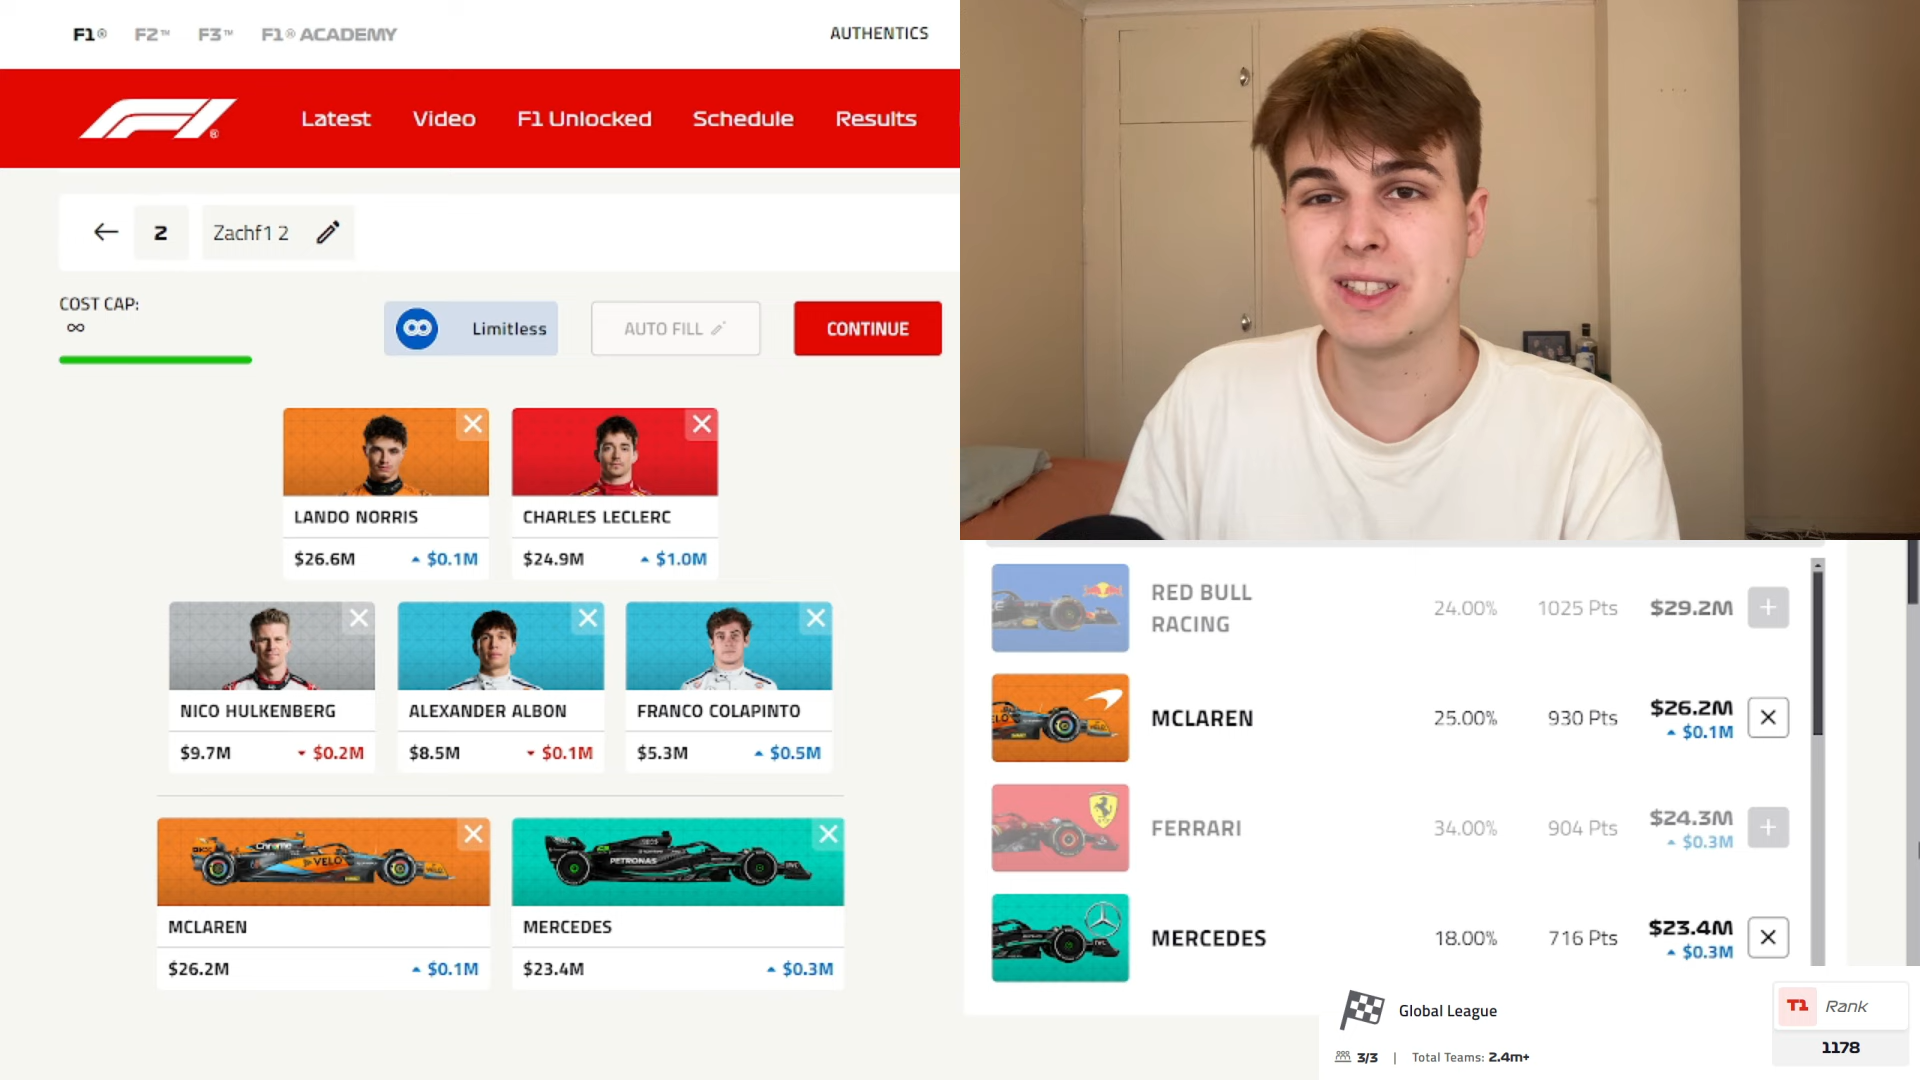 F1® F2™ F3™ F1® ACADEMY
AUTHENTICS
Latest Video F1 Unlocked Schedule Results
2 Zachf1 2
COST CAP:
∞
Limitless
AUTO FILL
CONTINUE
LANDO NORRIS
$26.6M $0.1M
CHARLES LECLERC
$24.9M $1.0M
NICO HULKENBERG
$9.7M $0.2M
ALEXANDER ALBON
$8.5M $0.1M
FRANCO COLAPINTO
$5.3M $0.5M
MCLAREN
$26.2M $0.1M
MERCEDES
$23.4M $0.3M
RED BULL
RACING
24.00% 1025 Pts $29.2M
MCLAREN 25.00% 930 Pts $26.2M
$0.1M
FERRARI 34.00% 904 Pts $24.3M
$0.3M
MERCEDES 18.00% 716 Pts $23.4M
$0.3M
Global League
3/3 | Total Teams: 2.4m+
T1 Rank
1178
Chrome
VELO
PETRONAS